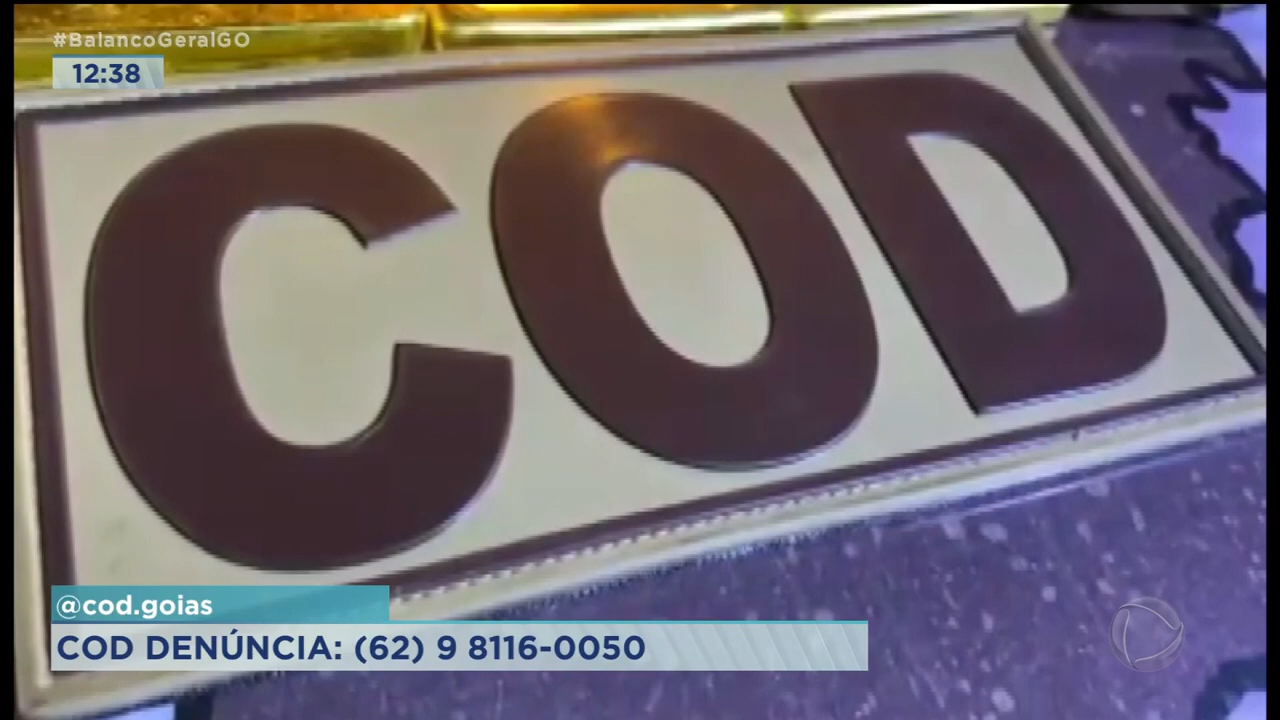 #BalancoGeralGO
12:38
COD
@cod.goias
COD DENÚNCIA: (62) 9 8116-0050